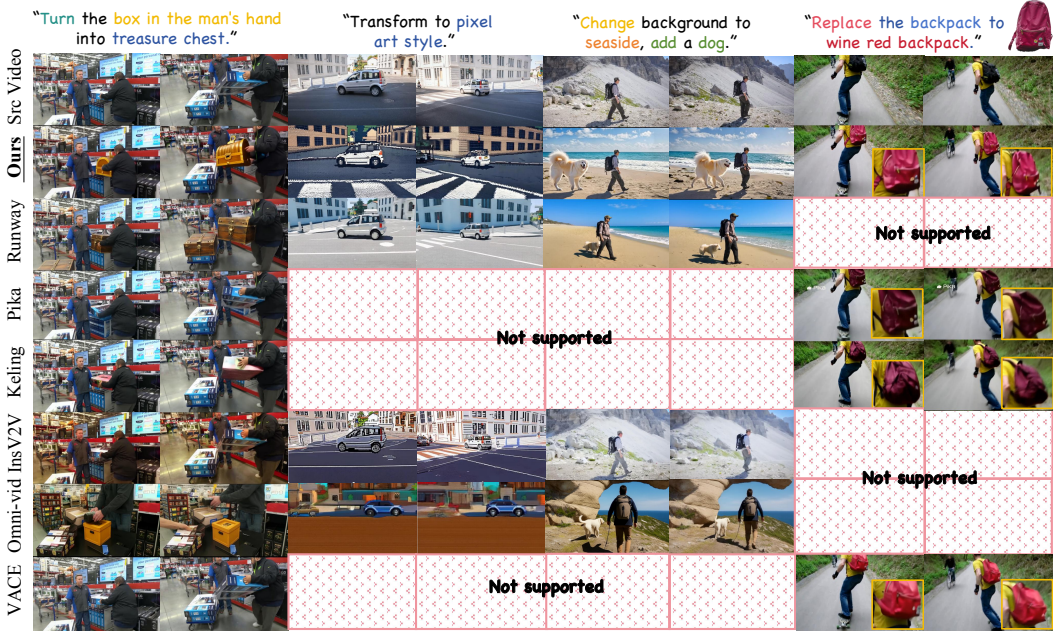 “Turn the box in the man's hand
into treasure chest.”
“Transform to pixel
art style.”
“Change background to
seaside, add a dog.”
“Replace the backpack to
wine red backpack.”
Src Video
Ours
Runway
Not supported
Pika
Pika
Not supported
Keling
InsV2V
Not supported
Omni-vid
VACE
Not supported